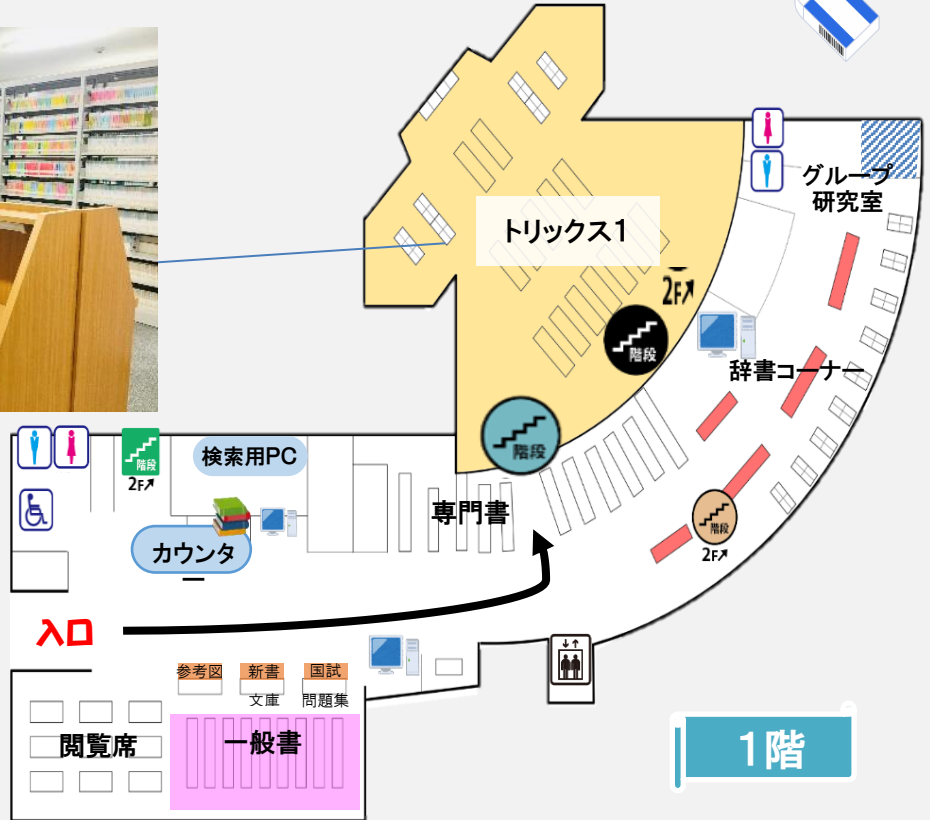 トリックス1
2F↗
階段
グループ
研究室
辞書コーナー
階段
階段
2F↗
検索用PC
カウンタ
ー
専門書
階段
2F↗
入口
参考図
新書
国試
文庫
問題集
閲覧席
一般書
1階